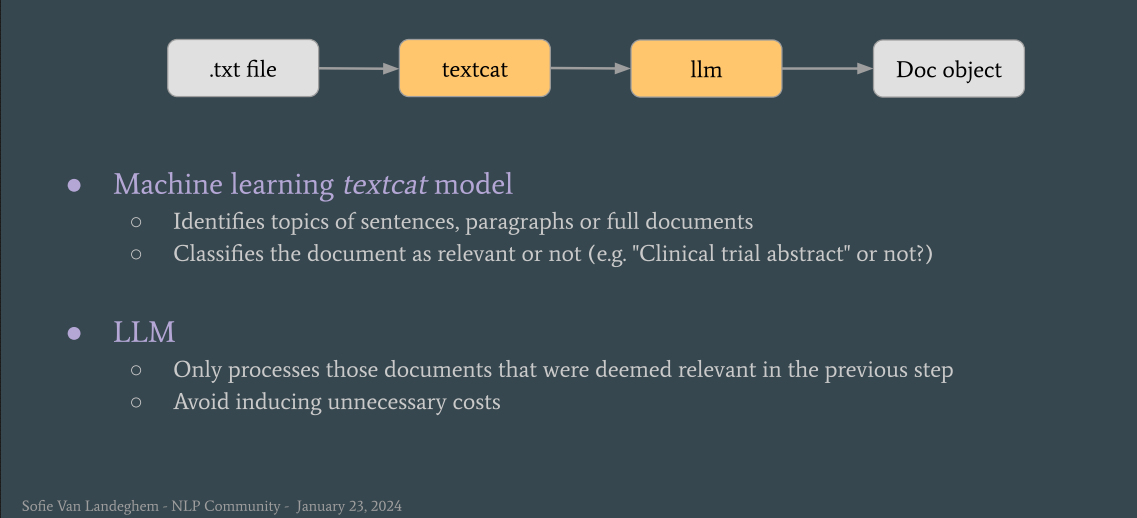 .txt file
textcat
llm
Doc object
● Machine learning textcat model
○ Identifies topics of sentences, paragraphs or full documents
○ Classifies the document as relevant or not (e.g. "Clinical trial abstract" or not?)
● LLM
○ Only processes those documents that were deemed relevant in the previous step
○ Avoid inducing unnecessary costs
Sofie Van Landeghem - NLP Community - January 23, 2024